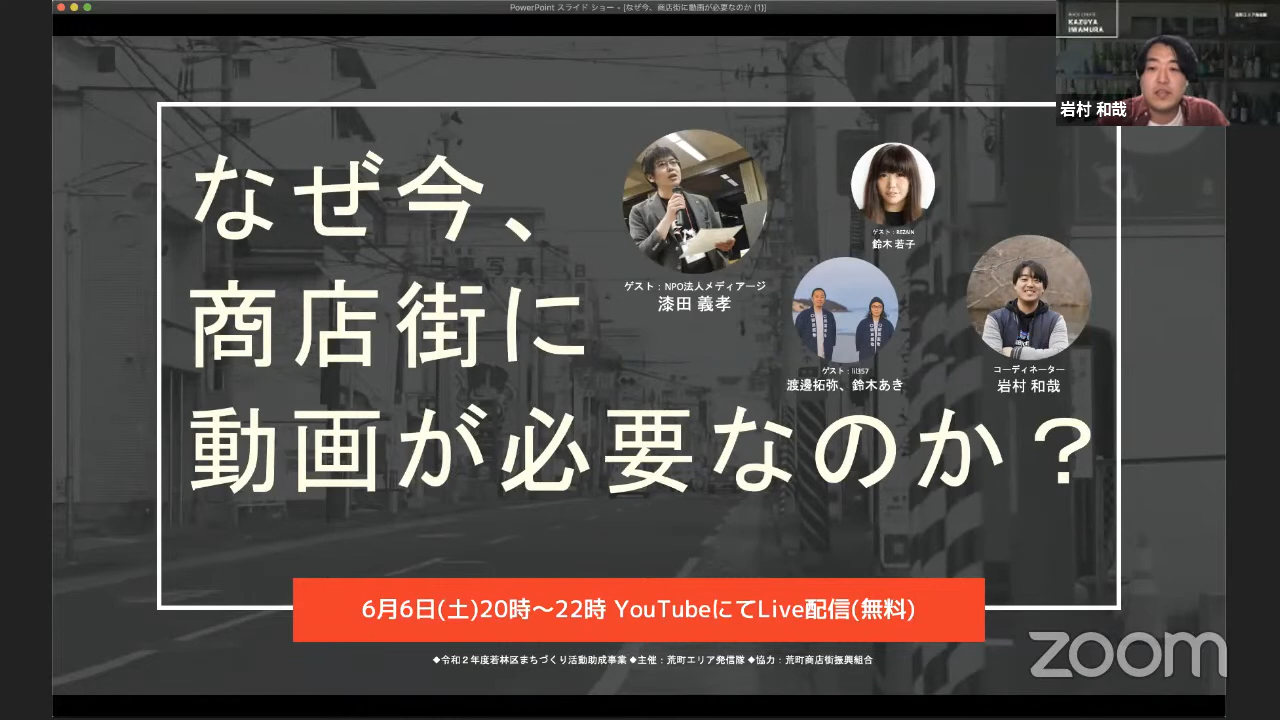 PowerPoint スライド ショー - [なぜ今、商店街に動画が必要なのか (1)]
KAZUYA
IWAMURA
岩村 和哉
なぜ今、
商店街に
動画が必要なのか？
ゲスト：NPO法人メディアージ
漆田 義孝
ゲスト：REZAIN
鈴木 若子
ゲスト：lil357
渡邊拓弥、鈴木あき
コーディネーター
岩村 和哉
6月6日(土)20時〜22時 YouTubeにてLive配信(無料)
◆令和２年度若林区まちづくり活動助成事業 ◆主催：荒町エリア発信隊 ◆協力：荒町商店街振興組合
zoom